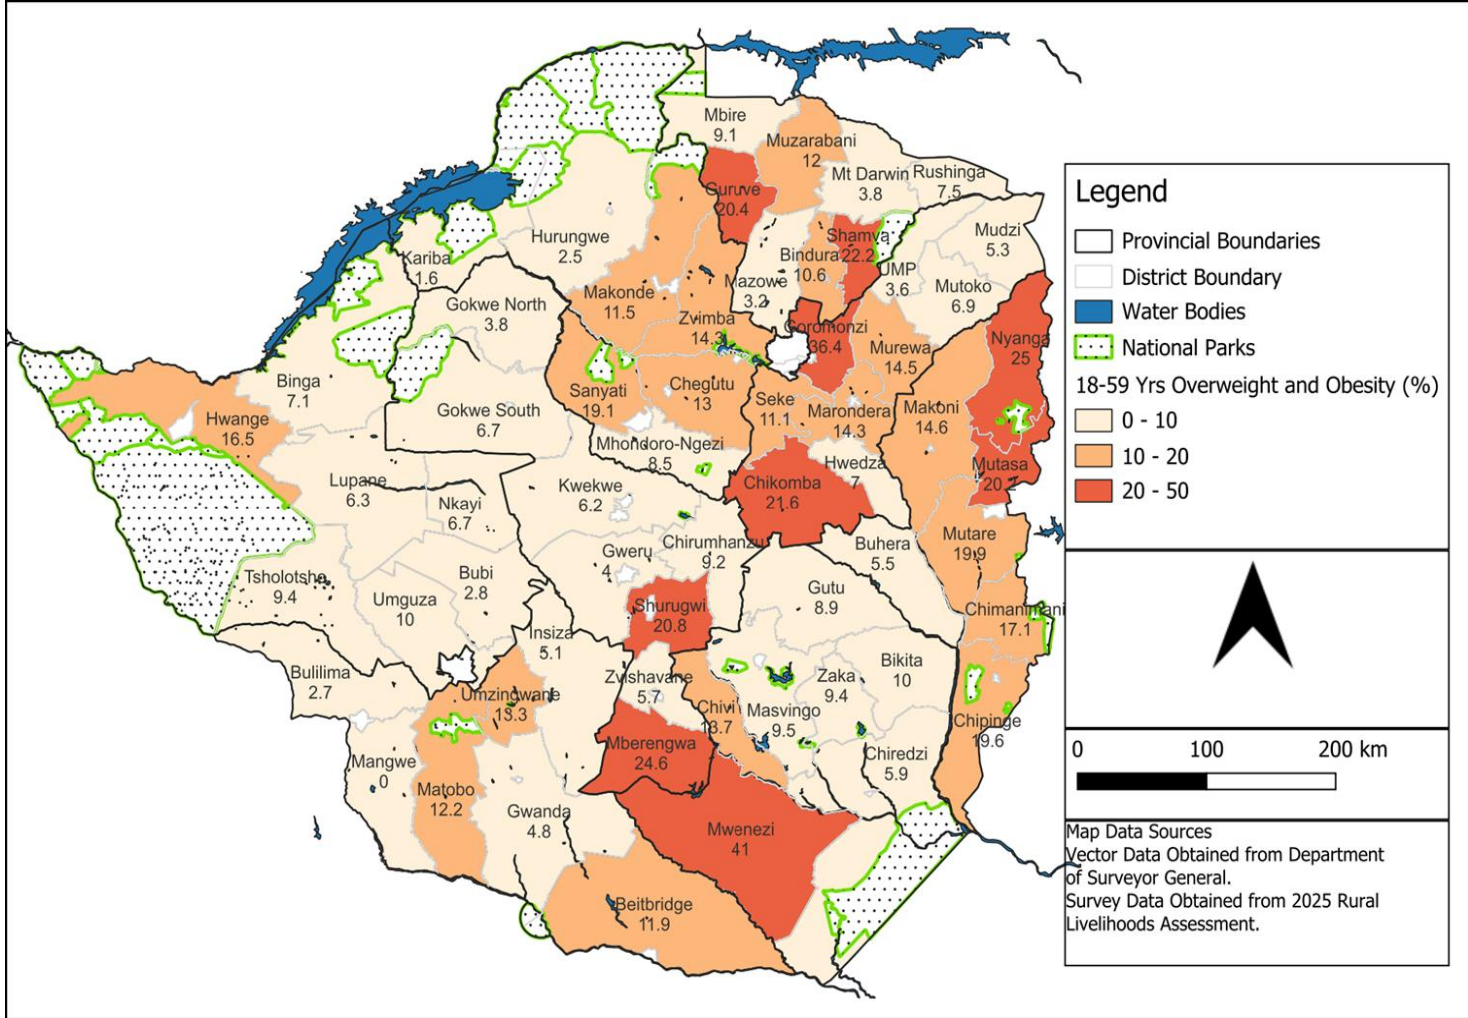 Mbire
9.1
Muzarabani
12
Mt Darwin
3.8
Rushinga
7.5
Guruve
20.4
Hurungwe
2.5
Kariba
1.6
Shamva
22.2
Bindura
10.6
Mudzi
5.3
UMP
3.6
Mutoko
6.9
Mazowe
3.2
Makonde
11.5
Gokwe North
3.8
Zvimba
14.3
Goromonzi
36.4
Murewa
14.5
Nyanga
25
Binga
7.1
Hwange
16.5
Sanyati
19.1
Chegutu
13
Seke
11.1
Marondera
14.3
Makoni
14.6
Gokwe South
6.7
Mhondoro-Ngezi
8.5
Hwedza
7
Mutasa
20.2
Chikomba
21.6
Lupane
6.3
Nkayi
6.7
Kwekwe
6.2
Mutare
19.9
Chirumhanzu
9.2
Buhera
5.5
Gweru
4
Tsholotsho
9.4
Umguza
10
Bubi
2.8
Gutu
8.9
Shurugwi
20.8
Chimanimani
17.1
Insiza
5.1
Bulilima
2.7
Umzingwane
13.3
Zvishavane
5.7
Zaka
9.4
Bikita
10
Chivi
13.7
Masvingo
9.5
Chipinge
19.6
Mberengwa
24.6
Chiredzi
5.9
Mangwe
0
Matobo
12.2
Gwanda
4.8
Mwenezi
41
Beitbridge
11.9
Legend
Provincial Boundaries
District Boundary
Water Bodies
National Parks
18-59 Yrs Overweight and Obesity (%)
0 - 10
10 - 20
20 - 50
0 100 200 km
Map Data Sources
Vector Data Obtained from Department
of Surveyor General.
Survey Data Obtained from 2025 Rural
Livelihoods Assessment.